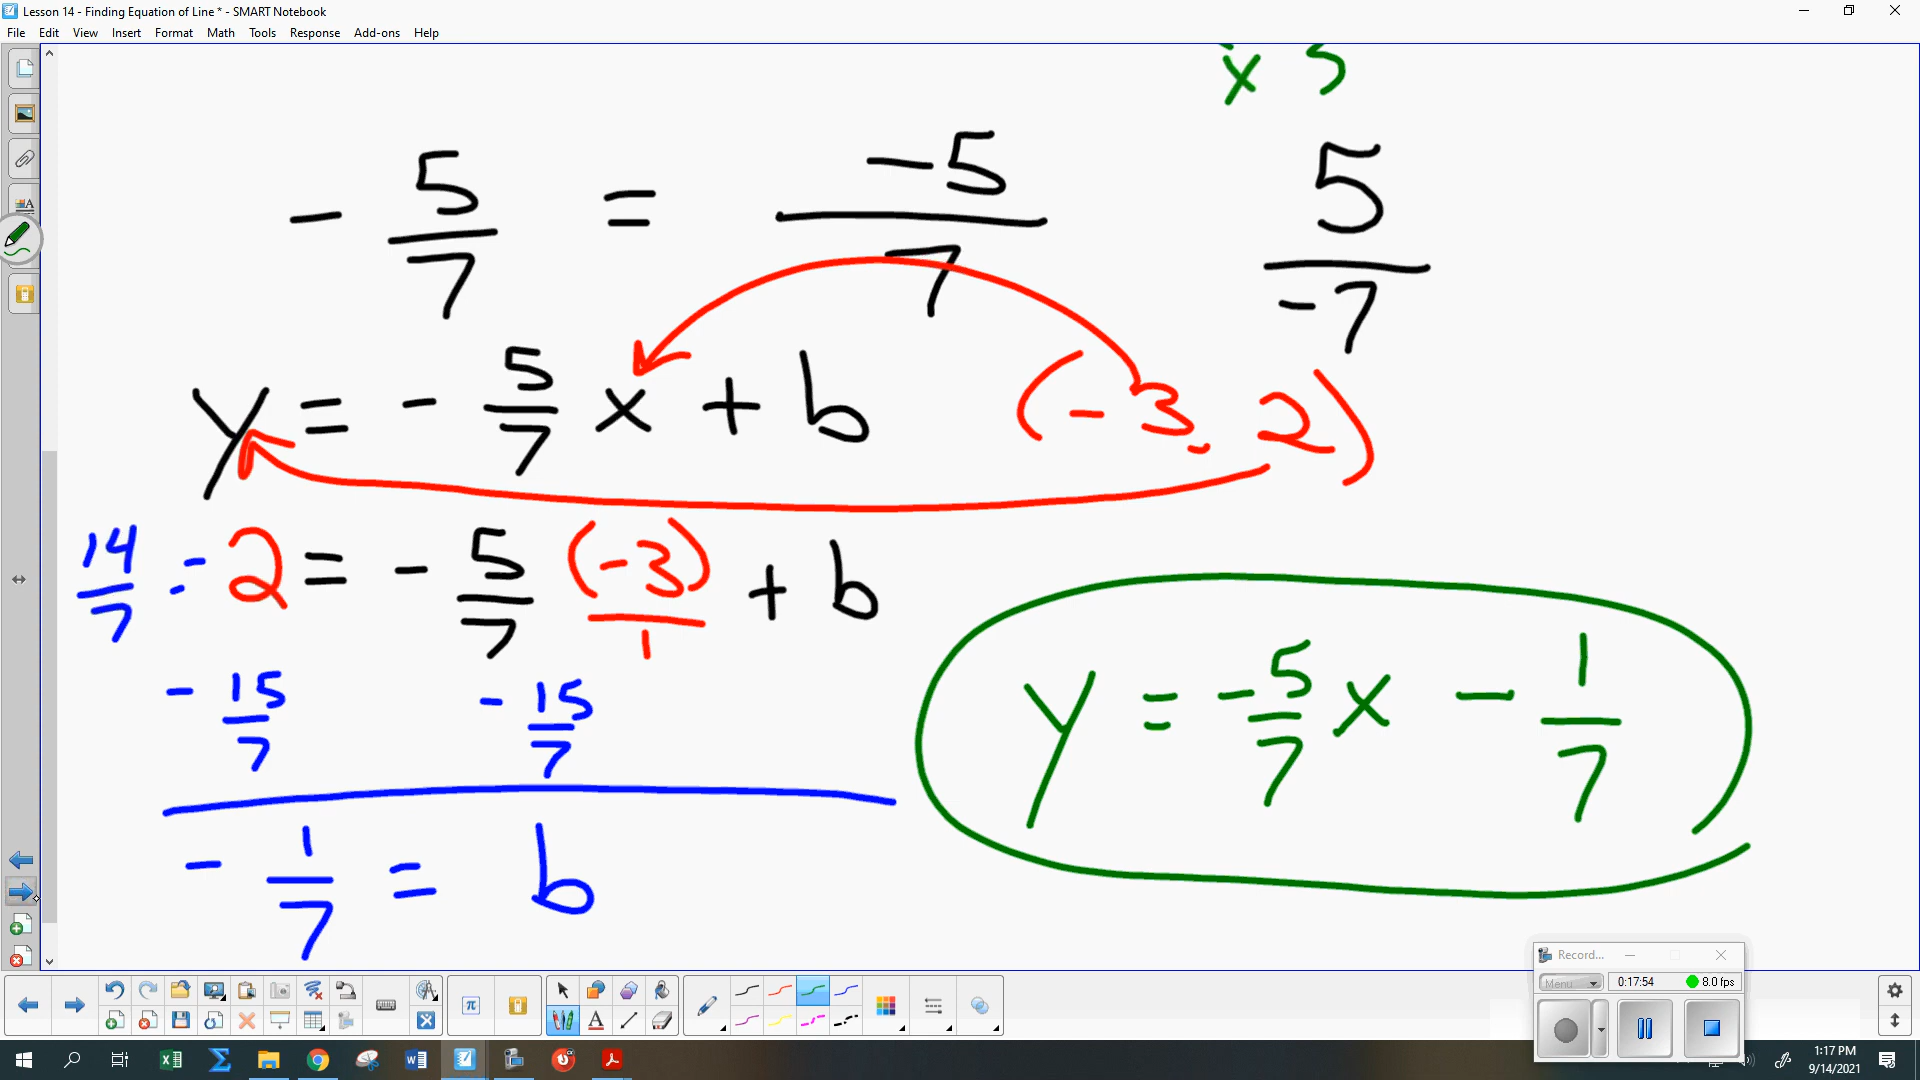 Lesson 14 - Finding Equation of Line * - SMART Notebook
File Edit View Insert Format Math Tools Response Add-ons Help
x 5
- 5/7 = -5/7 5/-7
y = - 5/7 x + b (-3, 2)
14/7 = 2 = - 5/7 (-3)/1 + b
- 15/7 - 15/7
y = -5/7 x - 1/7
- 1/7 = b
Record...
Menu 0:17:54 8.0 fps
1:17 PM
9/14/2021